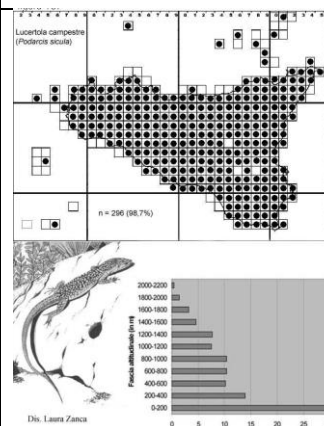 Lucertola campestre
(Podarcis sicula)
n = 296 (98,7%)
Fascia altitudinale (in m)
2000-2200
1800-2000
1600-1800
1400-1600
1200-1400
1000-1200
800-1000
600-800
400-600
200-400
0-200
0 5 10 15 20 25
Dis. Laura Zanca